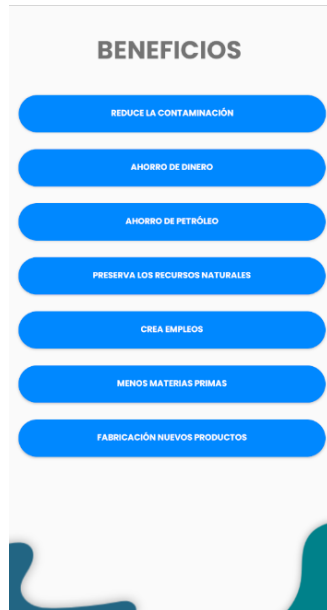 BENEFICIOS
REDUCE LA CONTAMINACIÓN
AHORRO DE DINERO
AHORRO DE PETRÓLEO
PRESERVA LOS RECURSOS NATURALES
CREA EMPLEOS
MENOS MATERIAS PRIMAS
FABRICACIÓN NUEVOS PRODUCTOS